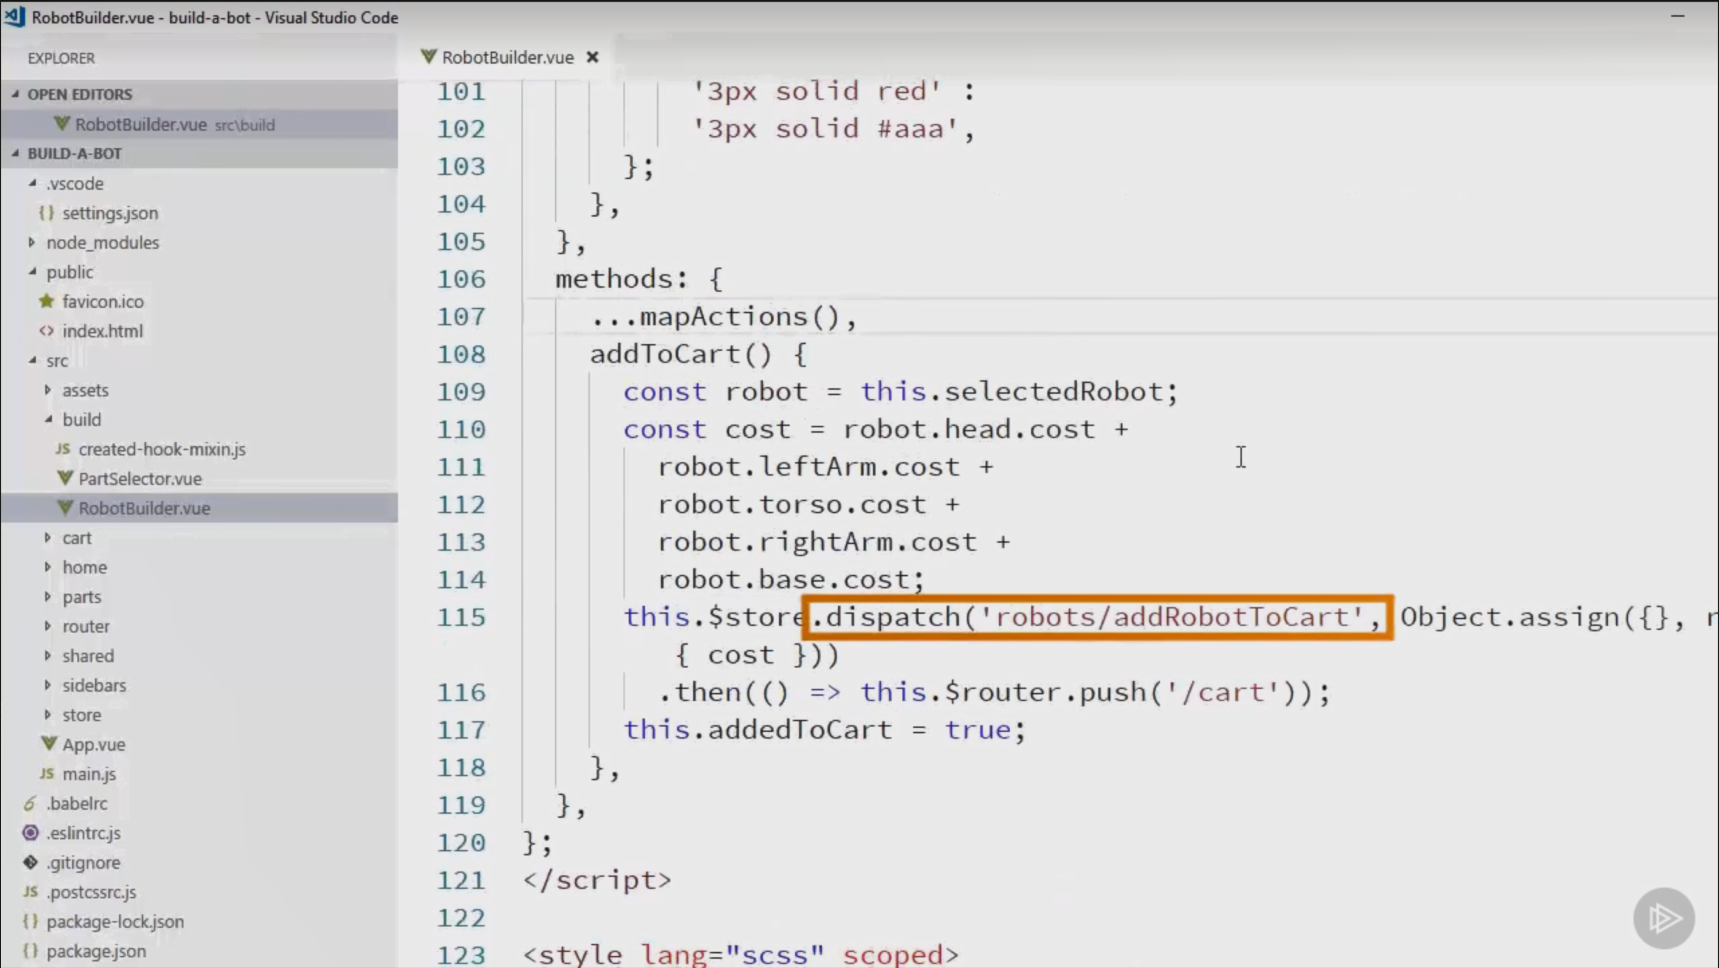 RobotBuilder.vue - build-a-bot - Visual Studio Code
EXPLORER
OPEN EDITORS
RobotBuilder.vue src\build
BUILD-A-BOT
.vscode
{} settings.json
node_modules
public
favicon.ico
<> index.html
src
assets
build
JS created-hook-mixin.js
PartSelector.vue
RobotBuilder.vue
cart
home
parts
router
shared
sidebars
store
App.vue
JS main.js
6 .babelrc
.eslintrc.js
.gitignore
JS .postcssrc.js
{} package-lock.json
{} package.json
RobotBuilder.vue ×
101 '3px solid red' :
102 '3px solid #aaa',
103 };
104 },
105 },
106 methods: {
107 ...mapActions(),
108 addToCart() {
109 const robot = this.selectedRobot;
110 const cost = robot.head.cost +
111 robot.leftArm.cost +
112 robot.torso.cost +
113 robot.rightArm.cost +
114 robot.base.cost;
115 this.$store.dispatch('robots/addRobotToCart', Object.assign({},
{ cost }))
116 .then(() => this.$router.push('/cart'));
117 this.addedToCart = true;
118 },
119 },
120 };
121 </script>
122
123 <style lang="scss" scoped>